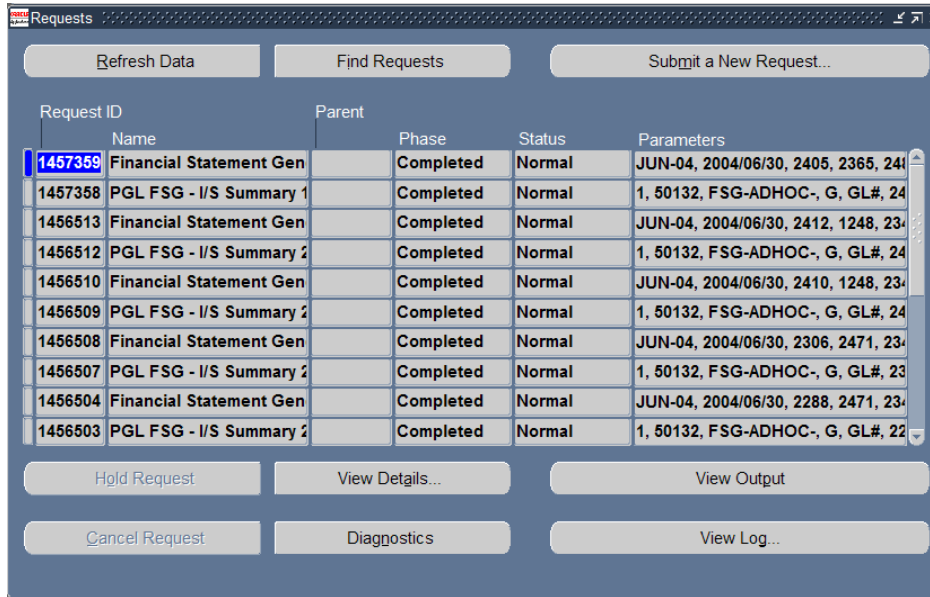 Requests
Refresh Data Find Requests Submit a New Request...
Request ID Parent
Name Phase Status Parameters
1457359 Financial Statement Gen Completed Normal JUN-04, 2004/06/30, 2405, 2365, 248
1457358 PGL FSG - I/S Summary 1 Completed Normal 1, 50132, FSG-ADHOC-, G, GL#, 24
1456513 Financial Statement Gen Completed Normal JUN-04, 2004/06/30, 2412, 1248, 234
1456512 PGL FSG - I/S Summary 2 Completed Normal 1, 50132, FSG-ADHOC-, G, GL#, 24
1456510 Financial Statement Gen Completed Normal JUN-04, 2004/06/30, 2410, 1248, 234
1456509 PGL FSG - I/S Summary 2 Completed Normal 1, 50132, FSG-ADHOC-, G, GL#, 24
1456508 Financial Statement Gen Completed Normal JUN-04, 2004/06/30, 2306, 2471, 234
1456507 PGL FSG - I/S Summary 2 Completed Normal 1, 50132, FSG-ADHOC-, G, GL#, 23
1456504 Financial Statement Gen Completed Normal JUN-04, 2004/06/30, 2288, 2471, 234
1456503 PGL FSG - I/S Summary 2 Completed Normal 1, 50132, FSG-ADHOC-, G, GL#, 22
Hold Request View Details... View Output
Cancel Request Diagnostics View Log...